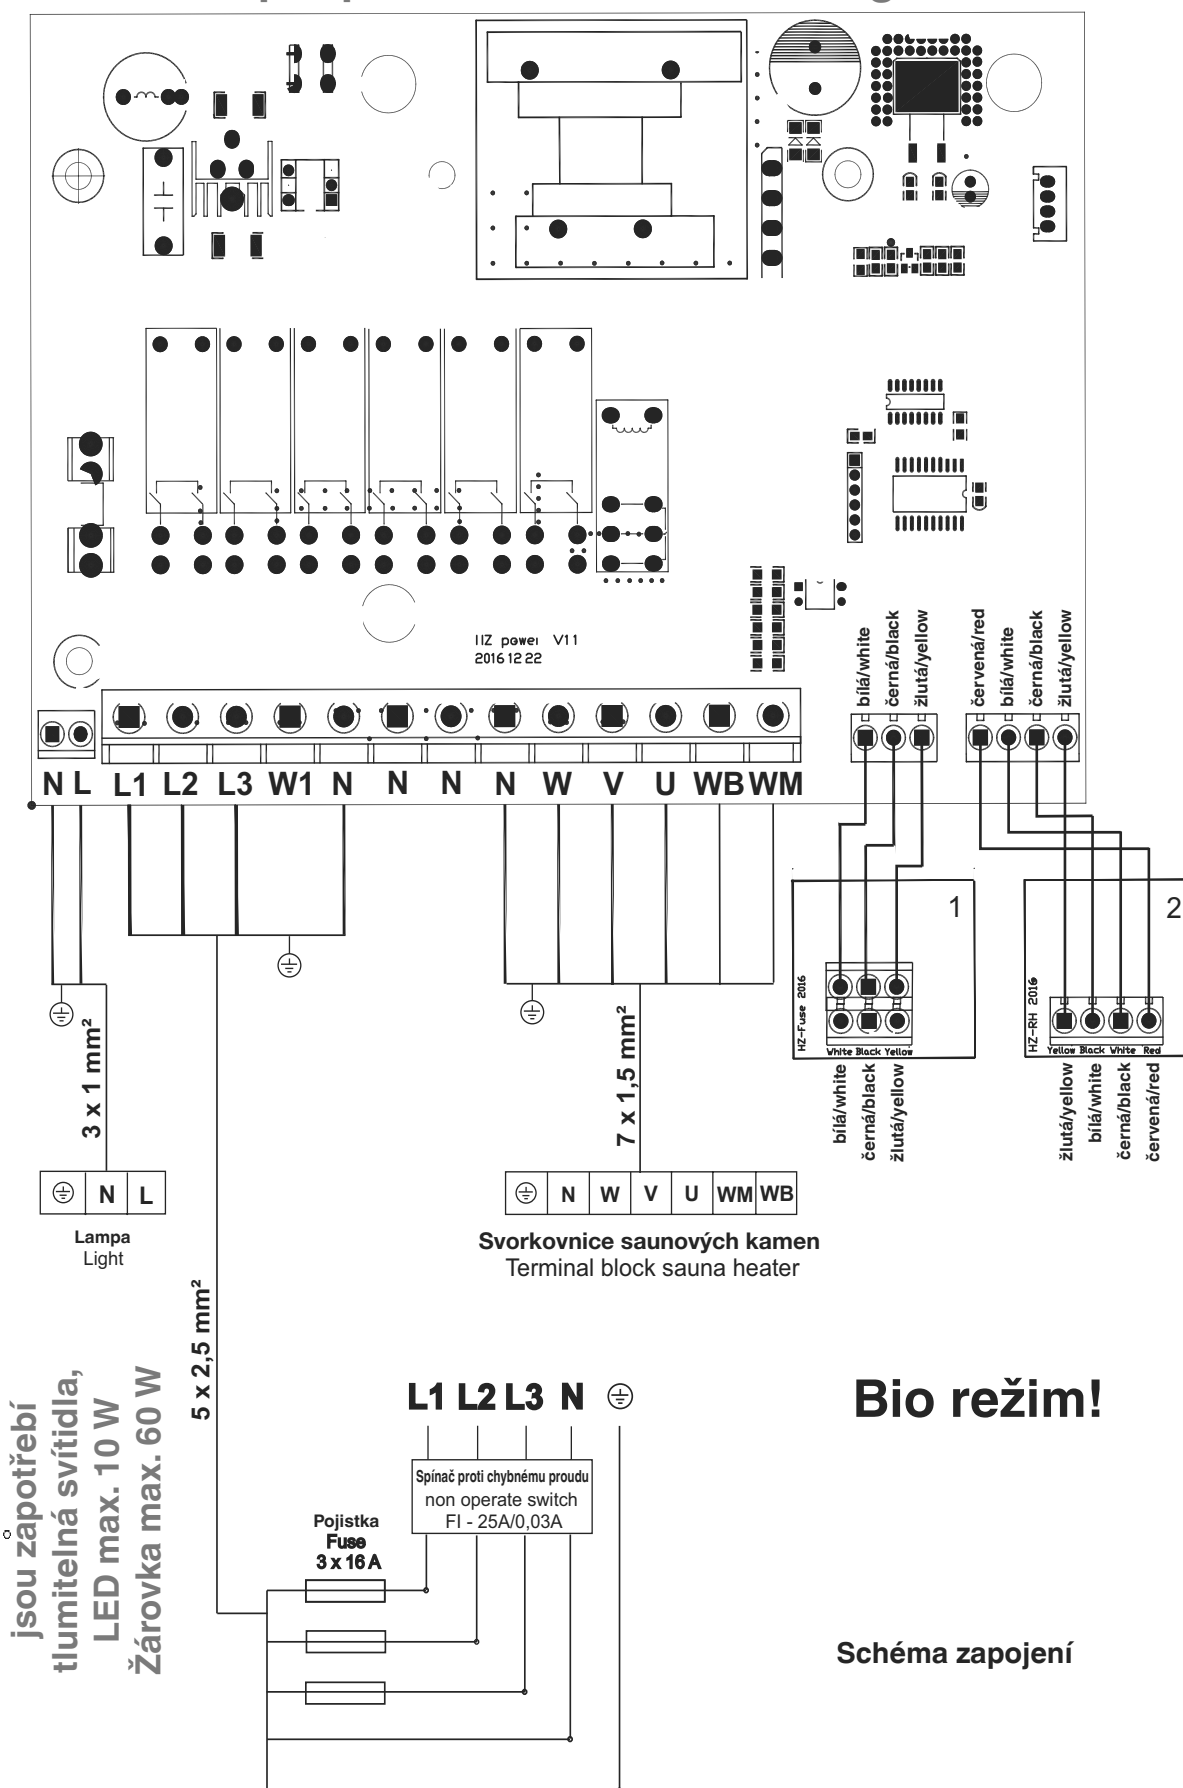 IIZ power V11
2016 12 22
bílá/white
černá/black
žlutá/yellow
červená/red
bílá/white
černá/black
žlutá/yellow
N L L1 L2 L3 W1 N N N N W V U WB WM
1
HZ-Fuse 2016
White Black Yellow
bílá/white
černá/black
žlutá/yellow
2
HZ-RH 2016
Yellow Black White Red
žlutá/yellow
bílá/white
černá/black
červená/red
3 x 1 mm²
7 x 1,5 mm²
N L
Lampa
Light
N W V U WM WB
Svorkovnice saunových kamen
Terminal block sauna heater
5 x 2,5 mm²
jsou zapotřebí
tlumitelná svítidla,
LED max. 10 W
Žárovka max. 60 W
L1 L2 L3 N
Bio režim!
Spínač proti chybnému proudu
non operate switch
FI - 25A/0,03A
Pojistka
Fuse
3 x 16 A
Schéma zapojení